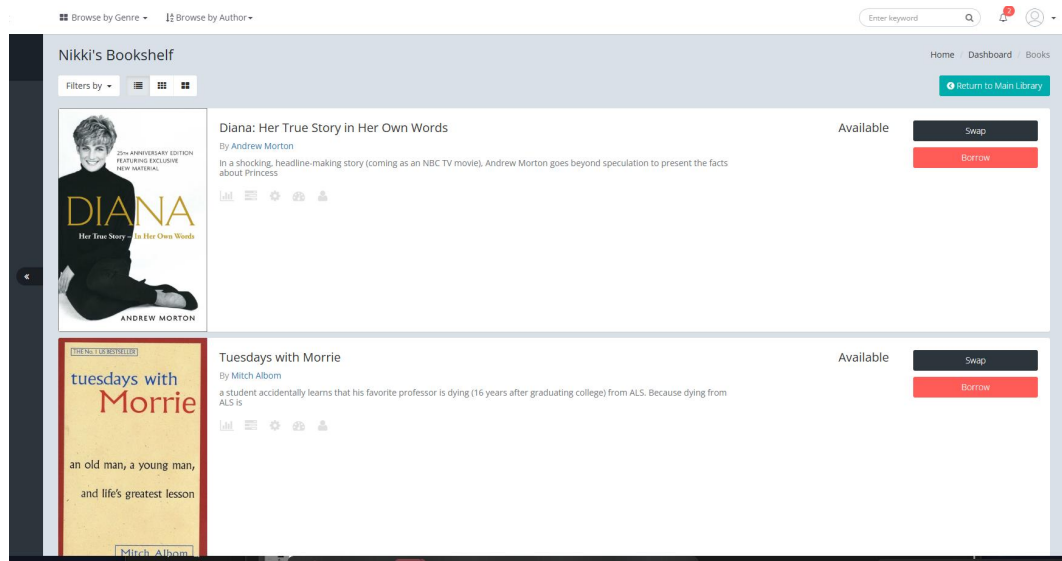 Browse by Genre
Browse by Author
Enter keyword
2
Nikki's Bookshelf
Home / Dashboard / Books
Filters by
Return to Main Library
25TH ANNIVERSARY EDITION
FEATURING EXCLUSIVE
NEW MATERIAL
DIANA
Her True Story – In Her Own Words
ANDREW MORTON
Diana: Her True Story in Her Own Words
By Andrew Morton
In a shocking, headline-making story (coming as an NBC TV movie), Andrew Morton goes beyond speculation to present the facts
about Princess
Available
Swap
Borrow
THE No. 1 US BESTSELLER
tuesdays with
Morrie
an old man, a young man,
and life's greatest lesson
Mitch Albom
Tuesdays with Morrie
By Mitch Albom
a student accidentally learns that his favorite professor is dying (16 years after graduating college) from ALS. Because dying from
ALS is
Available
Swap
Borrow